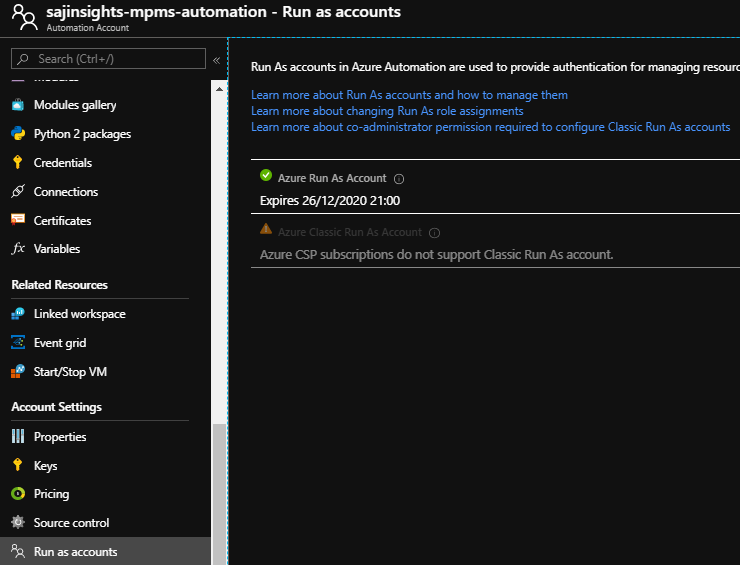 sajinsights-mpms-automation - Run as accounts
Automation Account
Search (Ctrl+/)
«
Modules gallery
Python 2 packages
Credentials
Connections
Certificates
Variables
Related Resources
Linked workspace
Event grid
Start/Stop VM
Account Settings
Properties
Keys
Pricing
Source control
Run as accounts
Run As accounts in Azure Automation are used to provide authentication for managing
Learn more about Run As accounts and how to manage them
Learn more about changing Run As role assignments
Learn more about co-administrator permission required to configure Classic Run As accounts
Azure Run As Account
Expires 26/12/2020 21:00
Azure Classic Run As Account
Azure CSP subscriptions do not support Classic Run As account.